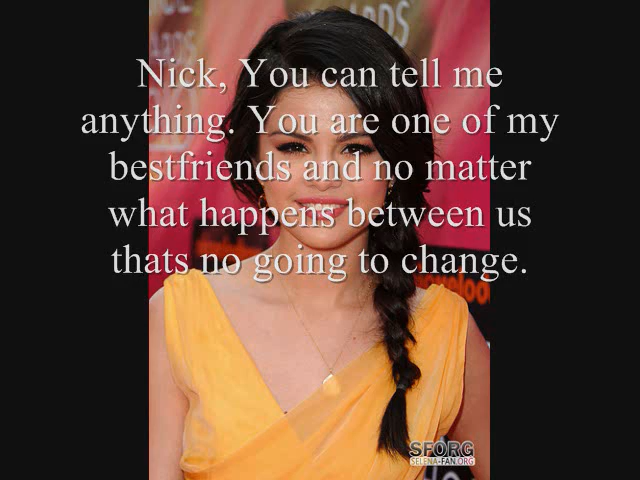 ARDS
Nick, You can tell me
anything. You are one of my
bestfriends and no matter
what happens between us
thats no going to change.
SFORG
SELENA-FAN.ORG